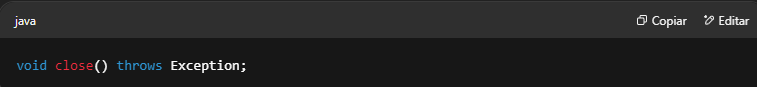 java
Copiar
Editar
void close() throws Exception;